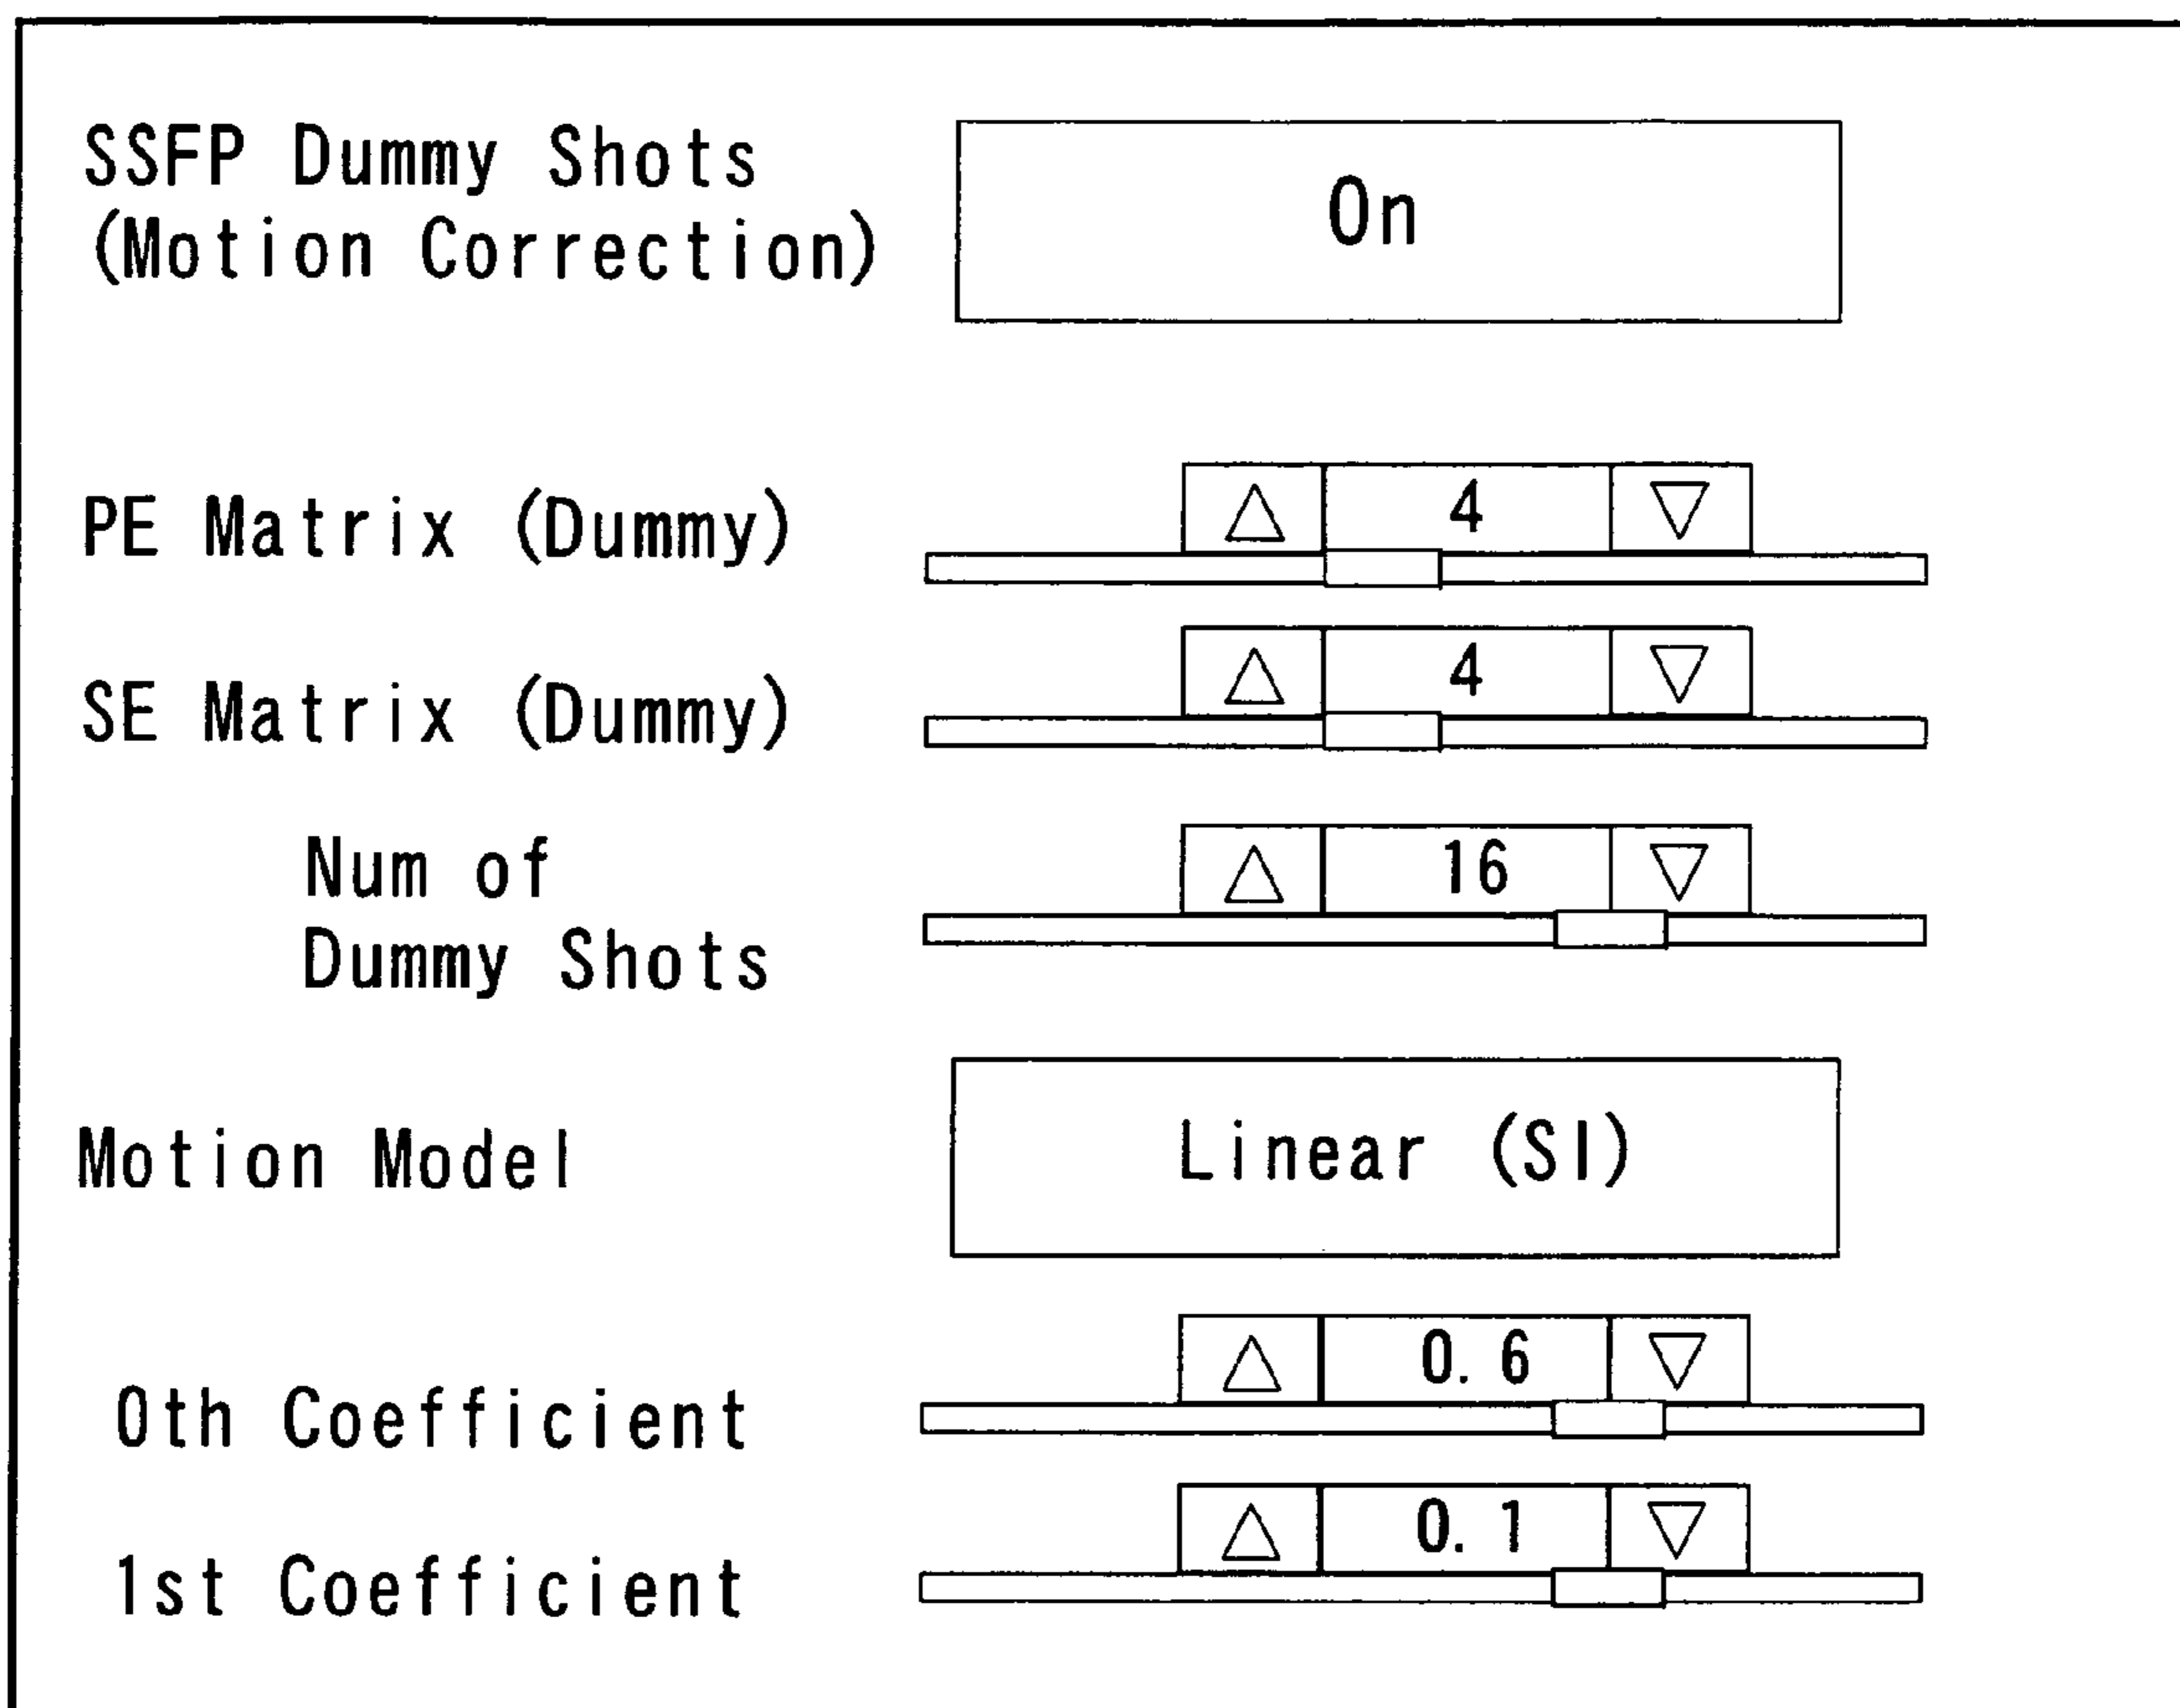 SSFP Dummy Shots
(Motion Correction)
On
PE Matrix (Dummy)
4
SE Matrix (Dummy)
4
Num of
Dummy Shots
16
Motion Model
Linear (SI)
0th Coefficient
0.6
1st Coefficient
0.1